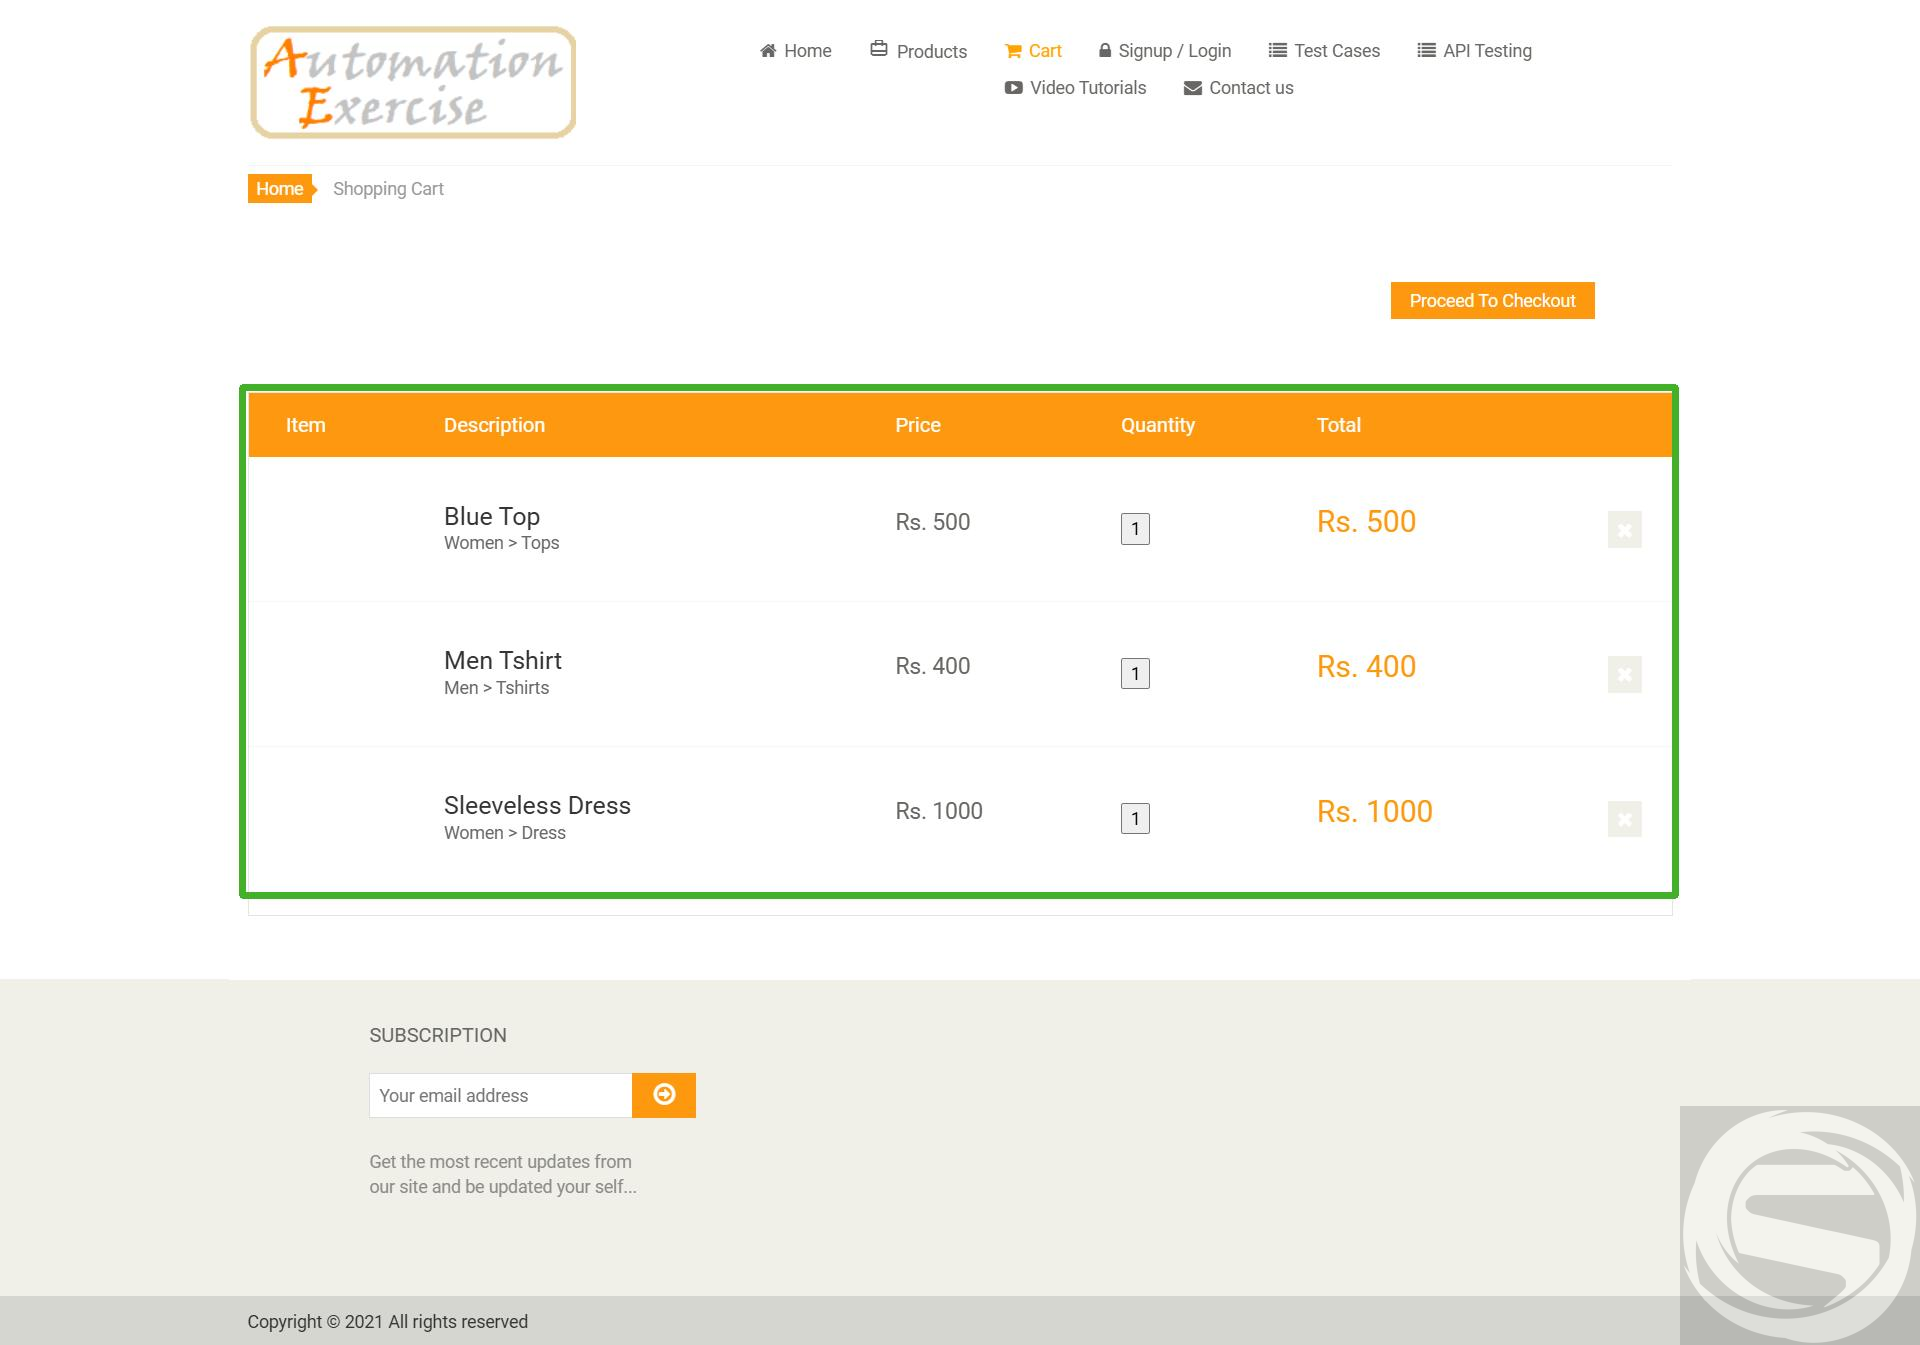 Automation
Exercise
Home Products Cart Signup / Login Test Cases API Testing
Video Tutorials Contact us
Home Shopping Cart
Proceed To Checkout
Item Description Price Quantity Total
Blue Top Rs. 500 1 Rs. 500
Women > Tops
Men Tshirt Rs. 400 1 Rs. 400
Men > Tshirts
Sleeveless Dress Rs. 1000 1 Rs. 1000
Women > Dress
SUBSCRIPTION
Your email address
Get the most recent updates from
our site and be updated your self...
Copyright © 2021 All rights reserved